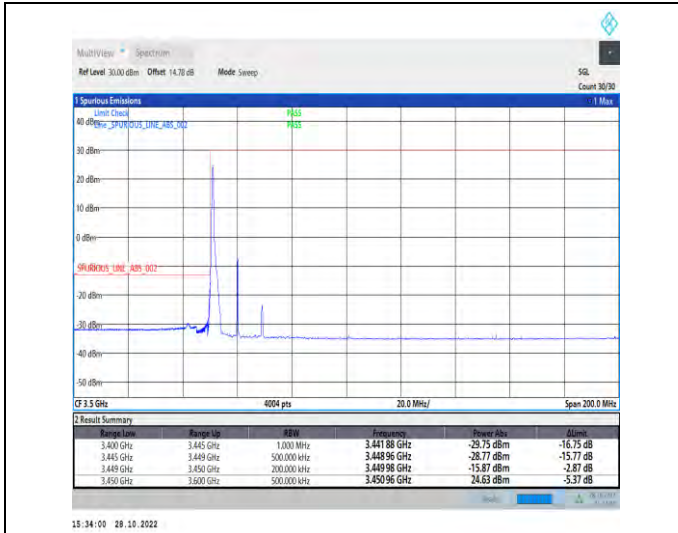 MultiView Spectrum
Ref Level 30.00 dBm Offset 14.78 dB Mode Sweep SGL
Count 30/30
1 Spurious Emissions 1 Max
Limit Check PASS
40 dBm Line _SPURIOUS_LINE_ABS_002 PASS
30 dBm
20 dBm
10 dBm
0 dBm
_SPURIOUS_LINE_ABS_002
-20 dBm
-30 dBm
-40 dBm
-50 dBm
CF 3.5 GHz 4004 pts 20.0 MHz/ Span 200.0 MHz
2 Result Summary
Range Low Range Up RBW Frequency Power Abs ΔLimit
3.400 GHz 3.445 GHz 1.000 MHz 3.441 88 GHz -29.75 dBm -16.75 dB
3.445 GHz 3.449 GHz 500.000 kHz 3.448 96 GHz -28.77 dBm -15.77 dB
3.449 GHz 3.450 GHz 200.000 kHz 3.449 98 GHz -15.87 dBm -2.87 dB
3.450 GHz 3.600 GHz 500.000 kHz 3.450 96 GHz 24.63 dBm -5.37 dB
15:34:00 28.10.2022